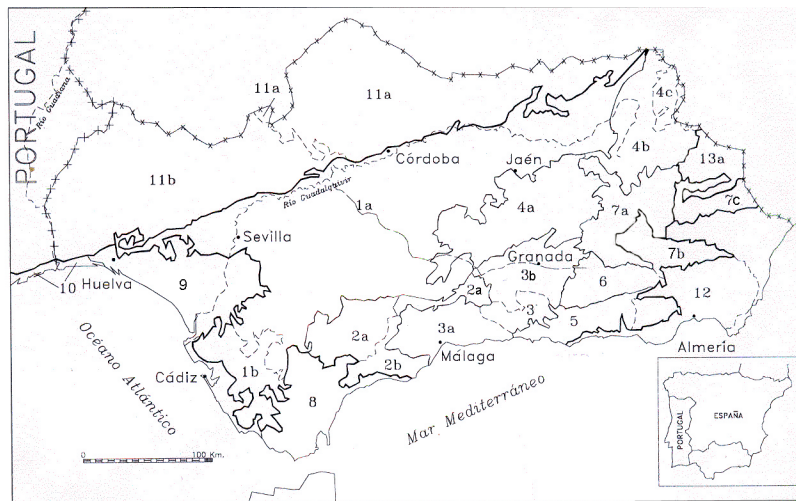 PORTUGAL
Río Guadiana
11a
11a
4c
11b
Córdoba
Jaén
4b
13a
Río Guadalquivir
1a
4a
7a
7c
Sevilla
Granada
7b
9
3b
2a
6
10
Huelva
12
3
5
Océano Atlántico
2a
3a
Málaga
Almería
1b
2b
Cádiz
8
Mar Mediterráneo
0
100 Km.
PORTUGAL
ESPAÑA